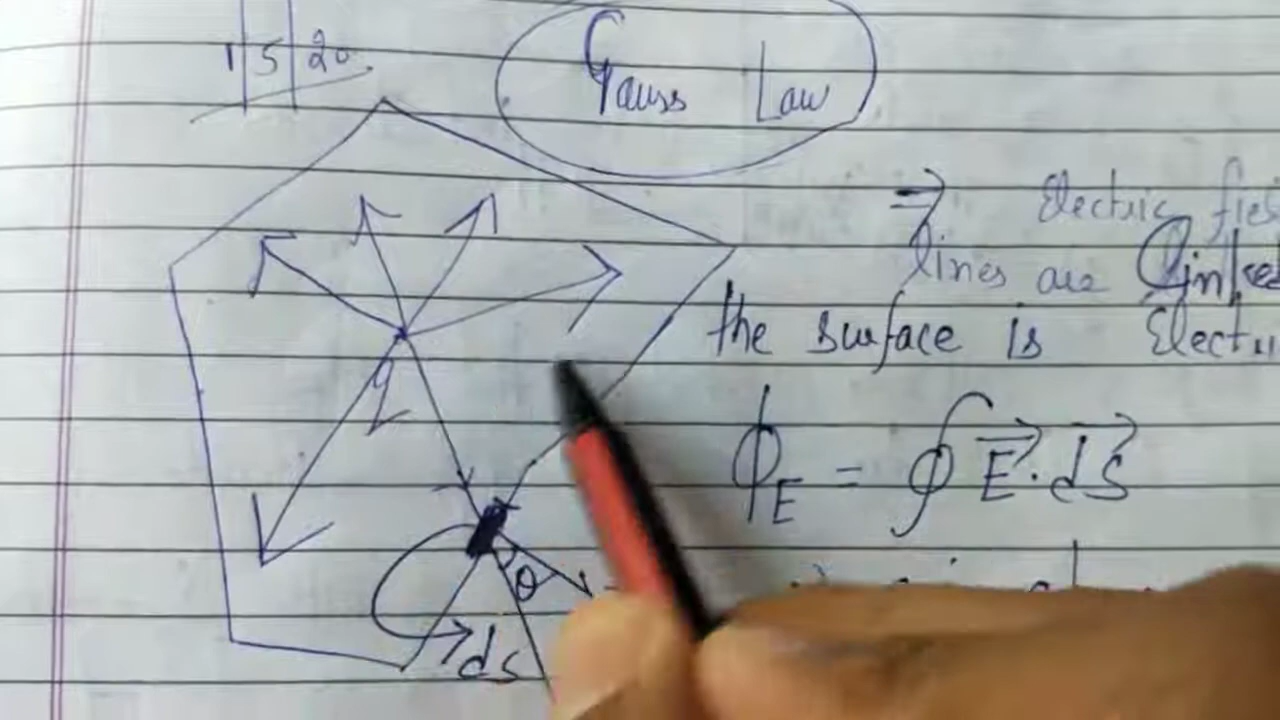 1|5|20
Gauss Law
→ Electric
lines are
the surface is
q
ϕE = ∮ E⃗·dS⃗
θ
ds